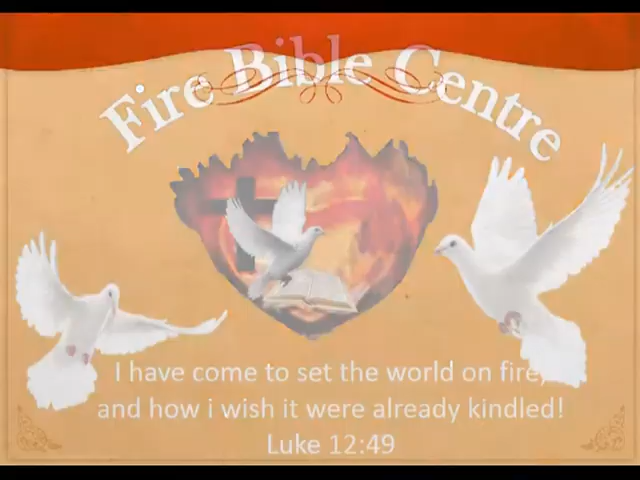 Fire Bible Centre
I have come to set the world on fire,
and how i wish it were already kindled!
Luke 12:49